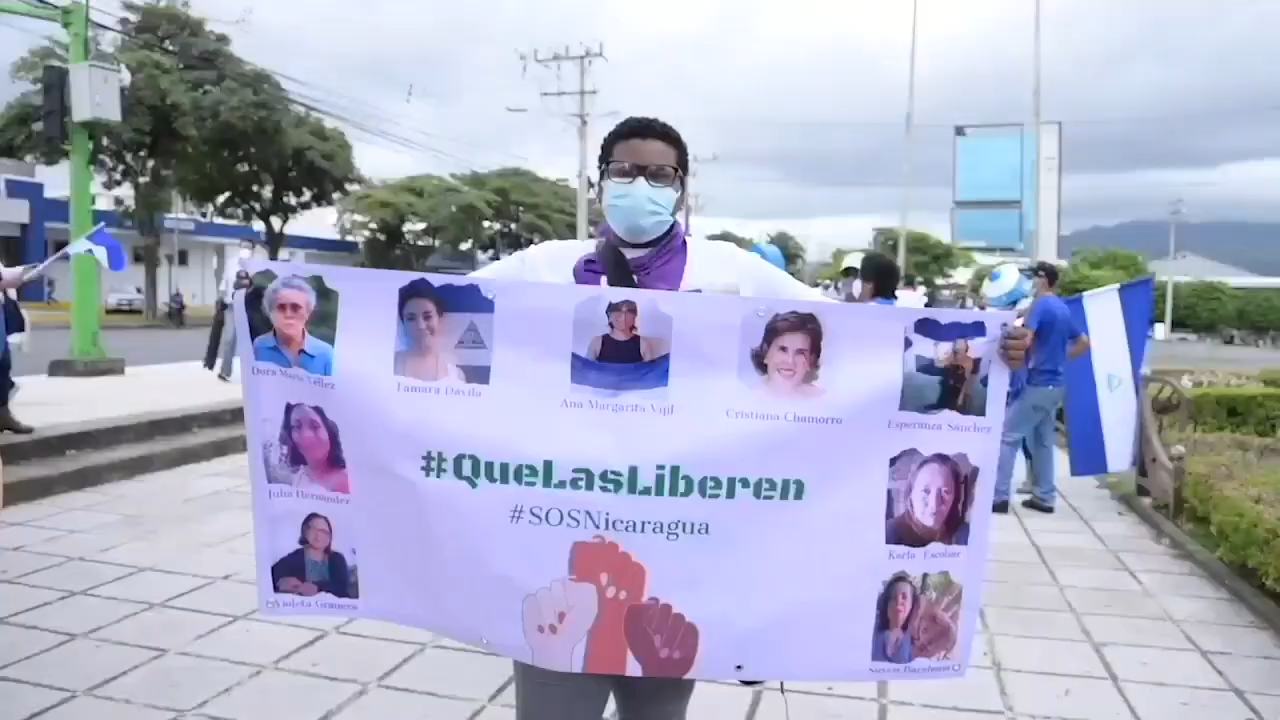 Dora María Téllez
Tamara Dávila
Ana Margarita Vijil
Cristiana Chamorro
Esperanza Sánchez
Julia Hernández
#QueLasLiberen
#SOSNicaragua
Karla Escobar
Violeta Granera